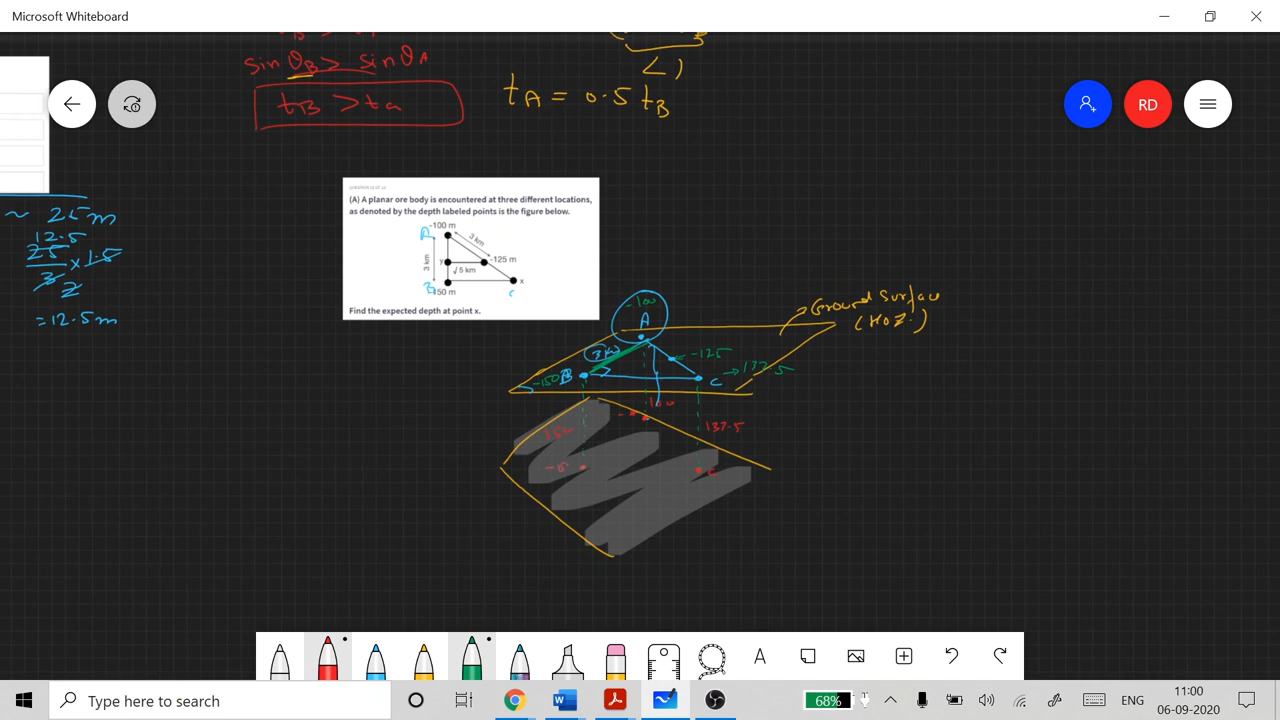 Microsoft Whiteboard
sin θB > sin θA
tB > ta
< 1
tA = 0.5 tB
RD
~ 25 m
12.5
25
× 1.5
3
2
= 12.5 m
(A) A planar ore body is encountered at three different locations,
as denoted by the depth labeled points is the figure below.
-100 m
A
3 km
3 km
y
-125 m
√5 km
x
B
150 m
C
Find the expected depth at point x.
-100
A
Ground Surface
(Hoz.)
3 km
-125
-150
B
C
→ 137.5
100
137.5
150
C
A
Type here to search
68%
ENG
11:00
06-09-2020